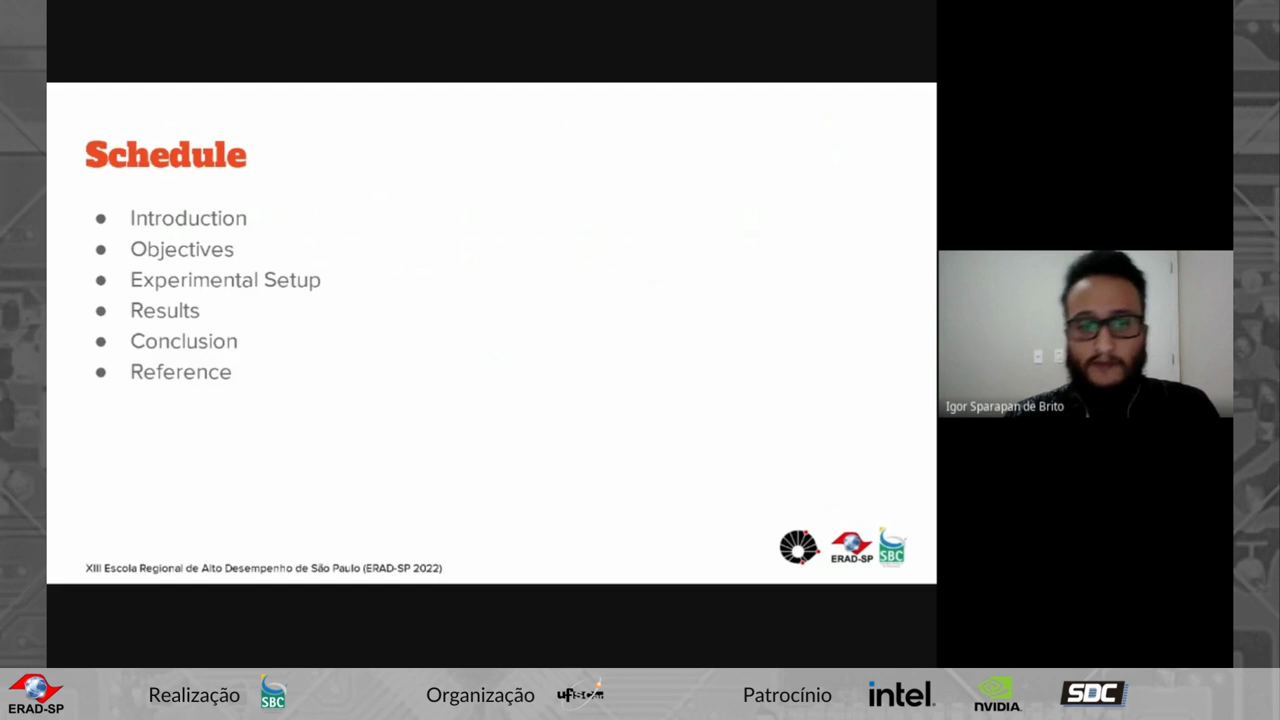 Schedule
● Introduction
● Objectives
● Experimental Setup
● Results
● Conclusion
● Reference
XIII Escola Regional de Alto Desempenho de São Paulo (ERAD-SP 2022)
ERAD-SP
SBC
Igor Sparapan de Brito
ERAD-SP
Realização
SBC
Organização
ufscar
Patrocínio
intel.
NVIDIA
SDC